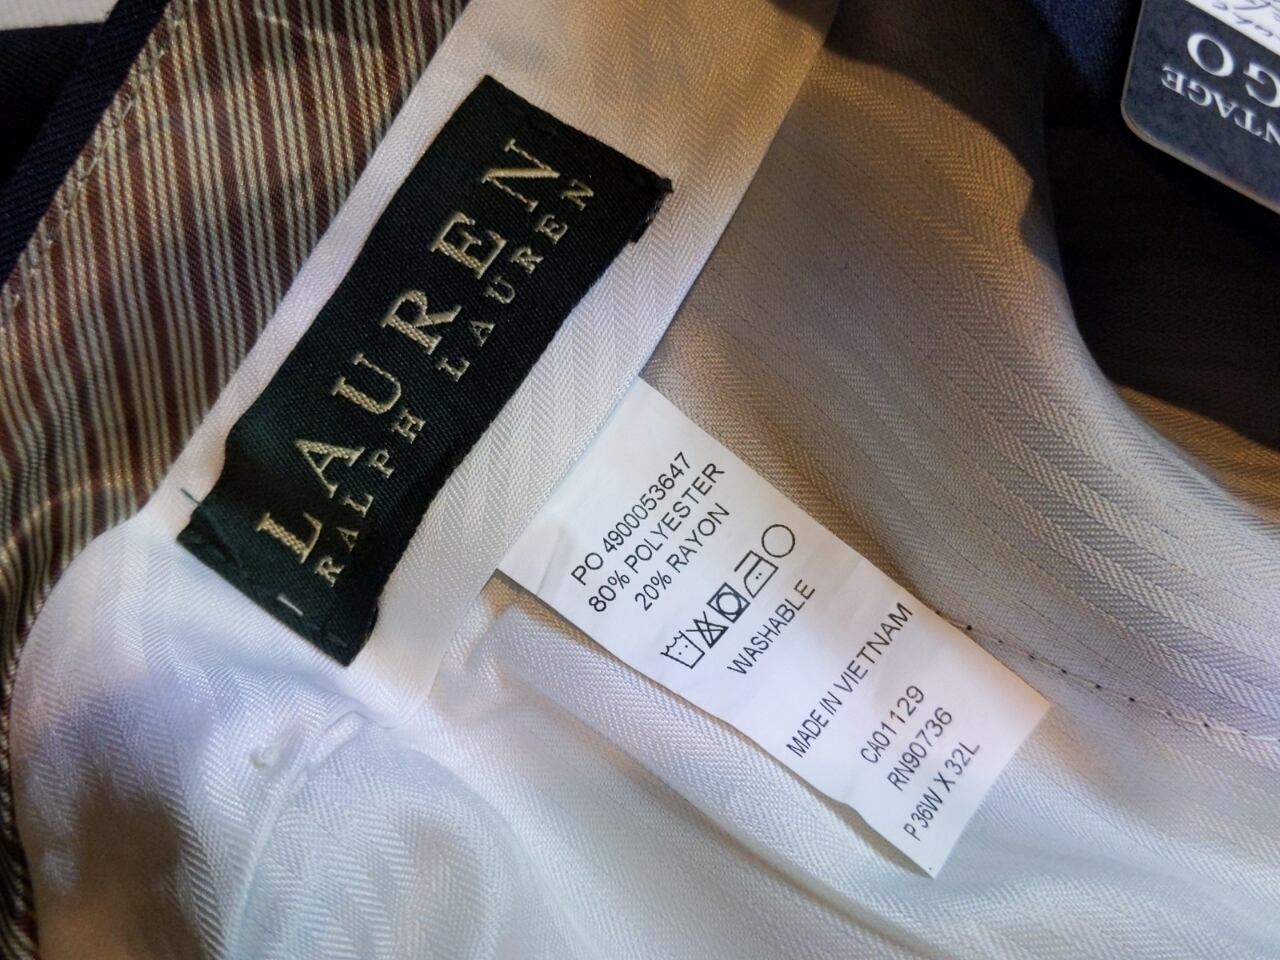 LAUREN
RALPH LAUREN
PO 4900053647
80% POLYESTER
20% RAYON
WASHABLE
MADE IN VIETNAM
CA01129
RN90736
P 36W X 32L